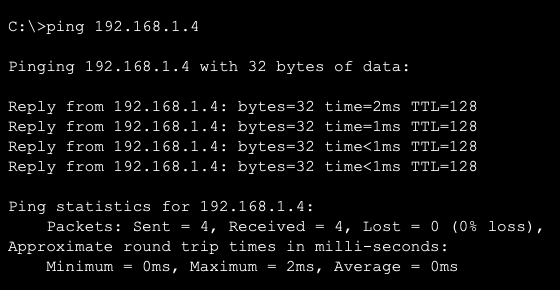 C:\>ping 192.168.1.4
Pinging 192.168.1.4 with 32 bytes of data:
Reply from 192.168.1.4: bytes=32 time=2ms TTL=128
Reply from 192.168.1.4: bytes=32 time=1ms TTL=128
Reply from 192.168.1.4: bytes=32 time<1ms TTL=128
Reply from 192.168.1.4: bytes=32 time<1ms TTL=128
Ping statistics for 192.168.1.4:
Packets: Sent = 4, Received = 4, Lost = 0 (0% loss),
Approximate round trip times in milli-seconds:
Minimum = 0ms, Maximum = 2ms, Average = 0ms